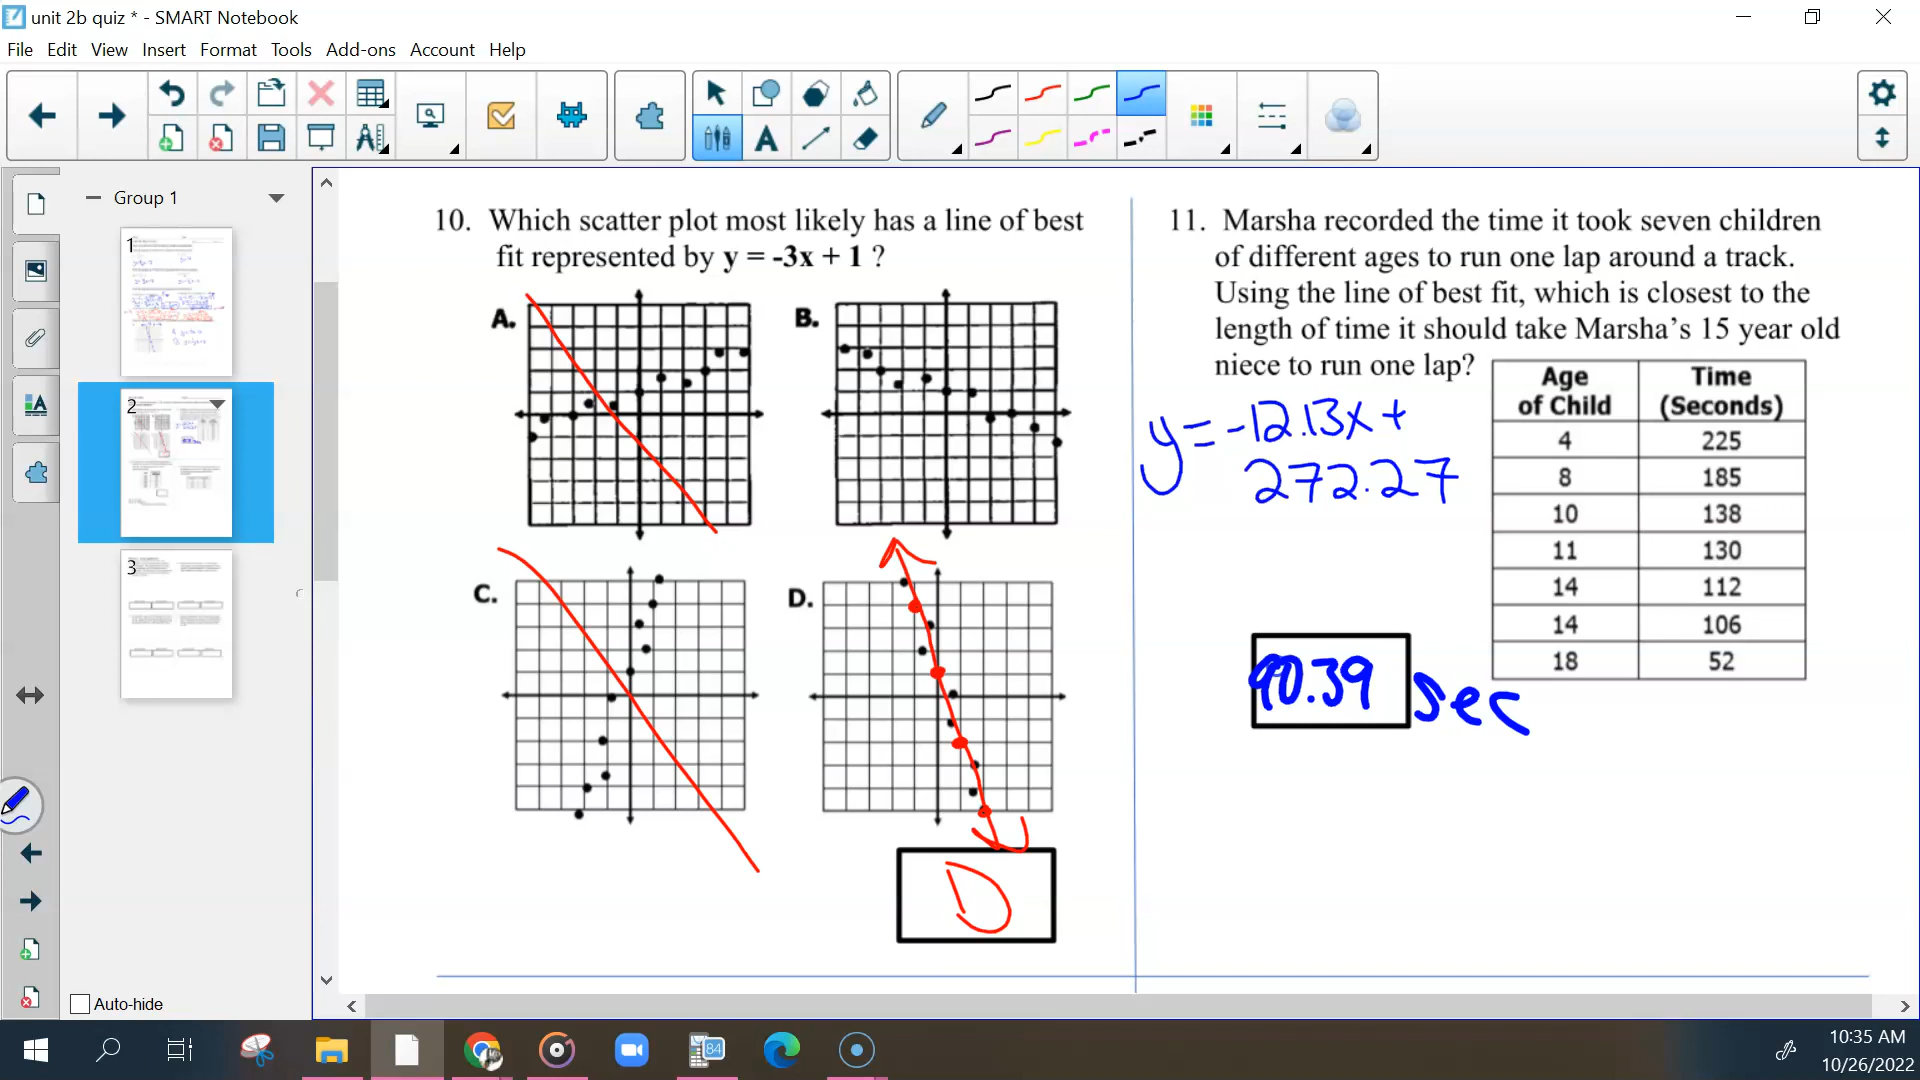 unit 2b quiz * - SMART Notebook
File Edit View Insert Format Tools Add-ons Account Help
Group 1
1
2
3
Auto-hide
10. Which scatter plot most likely has a line of best
fit represented by y = -3x + 1 ?
A.
B.
C.
D.
D
11. Marsha recorded the time it took seven children
of different ages to run one lap around a track.
Using the line of best fit, which is closest to the
length of time it should take Marsha's 15 year old
niece to run one lap?
y = -12.13x +
272.27
Age of Child Time (Seconds)
4 225
8 185
10 138
11 130
14 112
14 106
18 52
90.39 sec
84
10:35 AM
10/26/2022